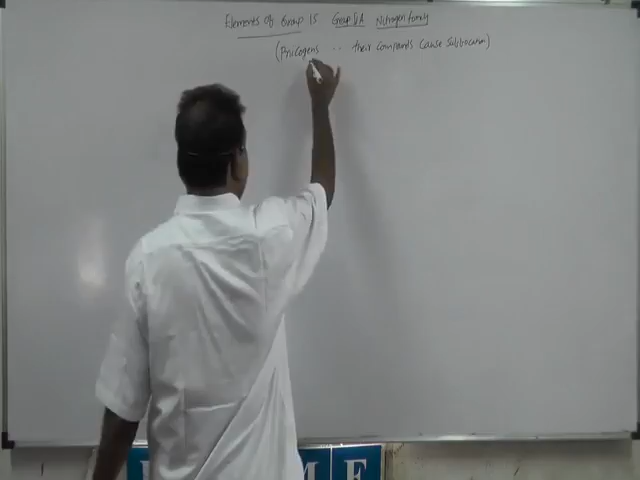 Elements of Group 15 Group VA Nitrogen family
(Pnicogens ∵ their compounds cause suffocation)
M E